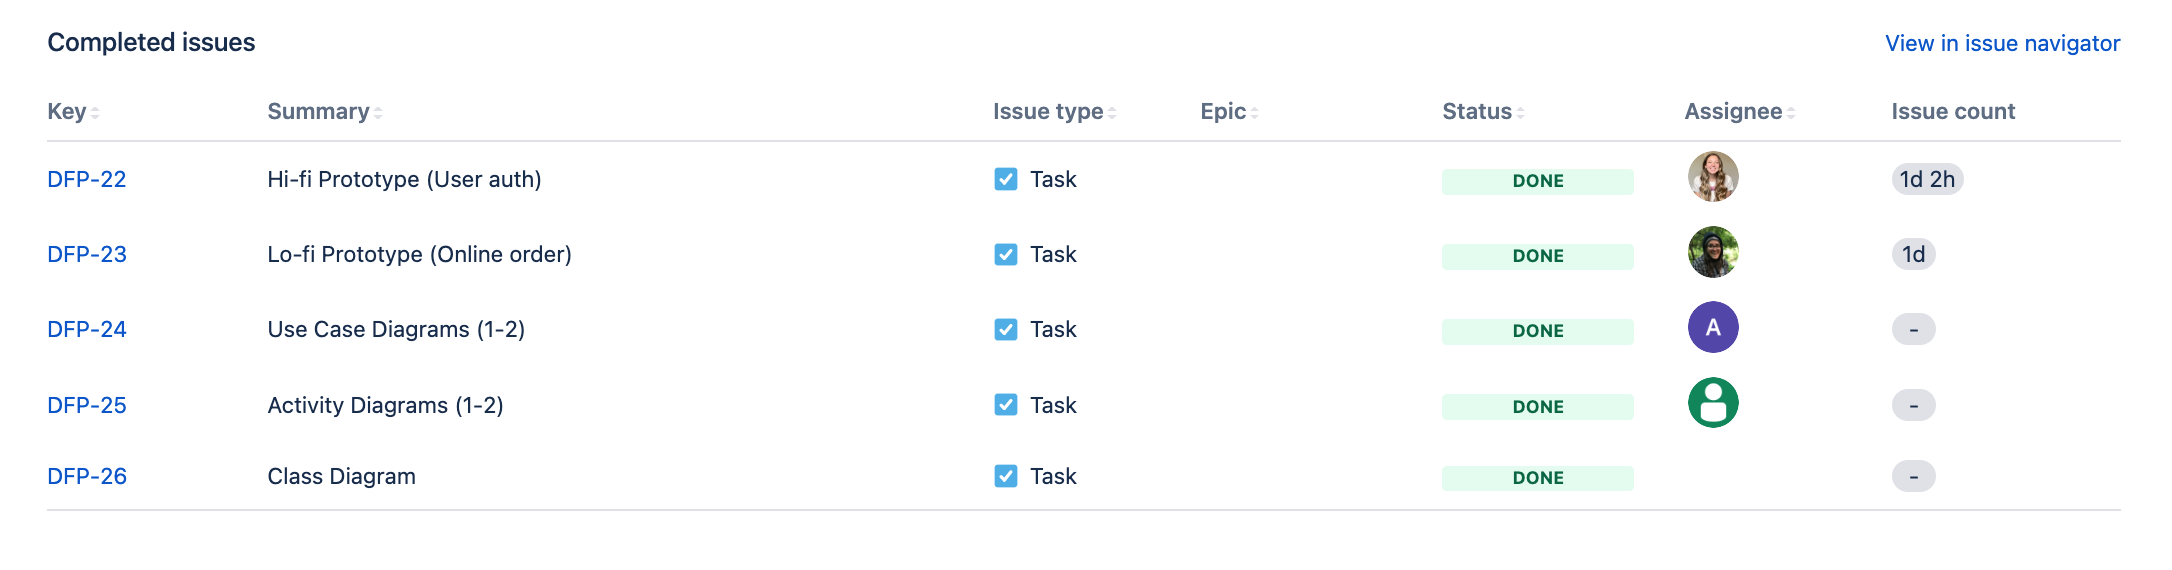 Completed issues View in issue navigator
Key Summary Issue type Epic Status Assignee Issue count
DFP-22 Hi-fi Prototype (User auth) Task DONE 1d 2h
DFP-23 Lo-fi Prototype (Online order) Task DONE 1d
DFP-24 Use Case Diagrams (1-2) Task DONE A -
DFP-25 Activity Diagrams (1-2) Task DONE -
DFP-26 Class Diagram Task DONE -